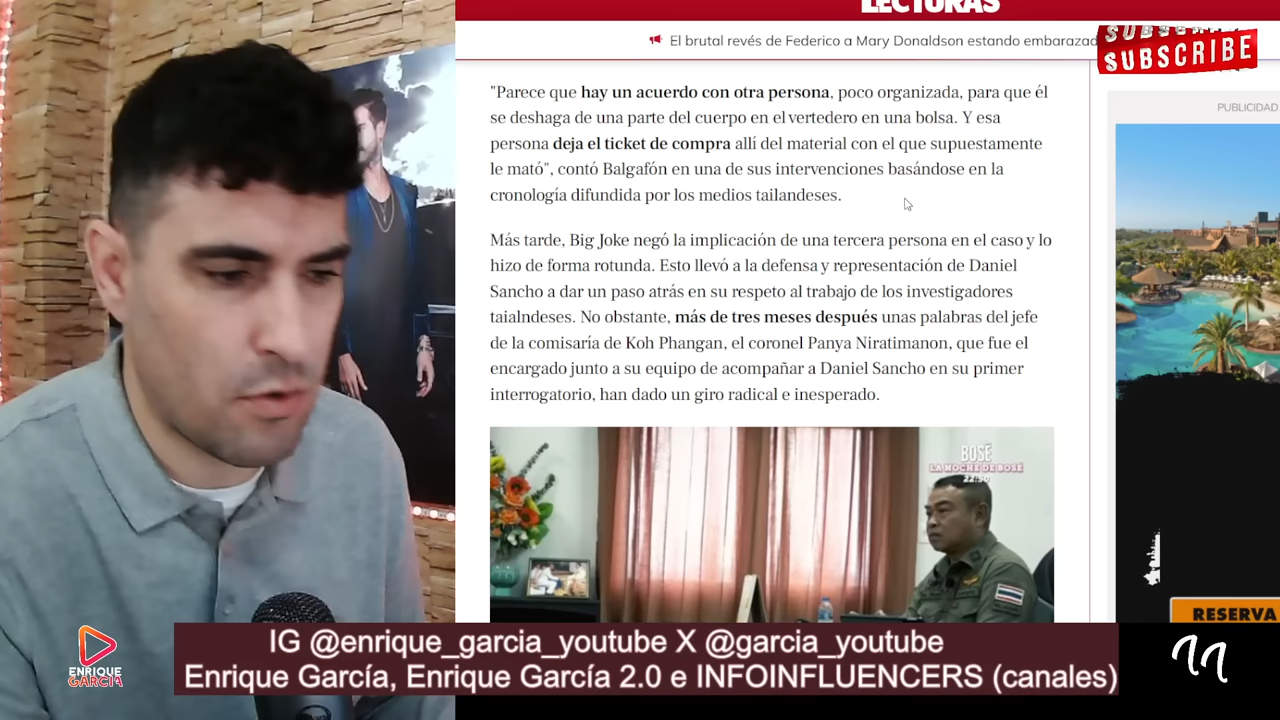 LECTURAS
El brutal revés de Federico a Mary Donaldson estando embarazad
SUBSCRIBE
SUBSCRIBE
PUBLICIDAD
"Parece que hay un acuerdo con otra persona, poco organizada, para que él
se deshaga de una parte del cuerpo en el vertedero en una bolsa. Y esa
persona deja el ticket de compra allí del material con el que supuestamente
le mató", contó Balgafón en una de sus intervenciones basándose en la
cronología difundida por los medios tailandeses.
Más tarde, Big Joke negó la implicación de una tercera persona en el caso y lo
hizo de forma rotunda. Esto llevó a la defensa y representación de Daniel
Sancho a dar un paso atrás en su respeto al trabajo de los investigadores
taialndeses. No obstante, más de tres meses después unas palabras del jefe
de la comisaría de Koh Phangan, el coronel Panya Niratimanon, que fue el
encargado junto a su equipo de acompañar a Daniel Sancho en su primer
interrogatorio, han dado un giro radical e inesperado.
BOSÉ
LA NOCHE DE BOSÉ
22:50
RESERVA
ENRIQUE
GARCÍA
IG @enrique_garcia_youtube X @garcia_youtube
Enrique García, Enrique García 2.0 e INFOINFLUENCERS (canales)